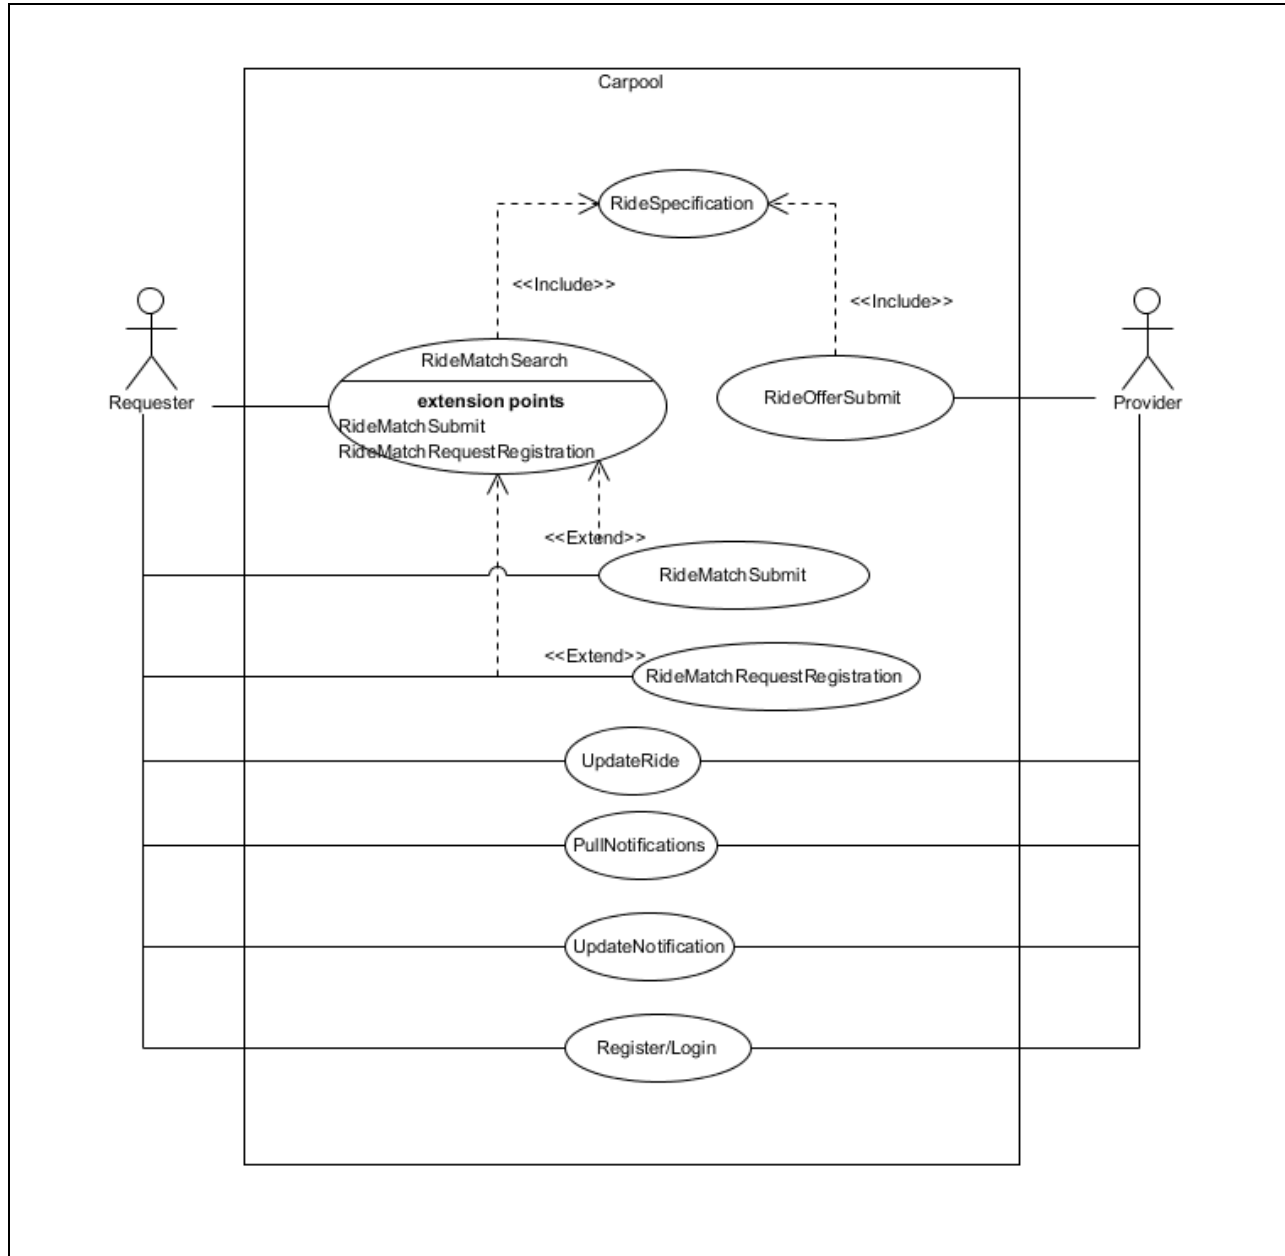 Carpool
RideSpecification
<<Include>>
<<Include>>
RideMatchSearch
extension points
RideMatchSubmit
RideMatchRequestRegistration
RideOfferSubmit
Requester
Provider
<<Extend>>
RideMatchSubmit
<<Extend>>
RideMatchRequestRegistration
UpdateRide
PullNotifications
UpdateNotification
Register/Login